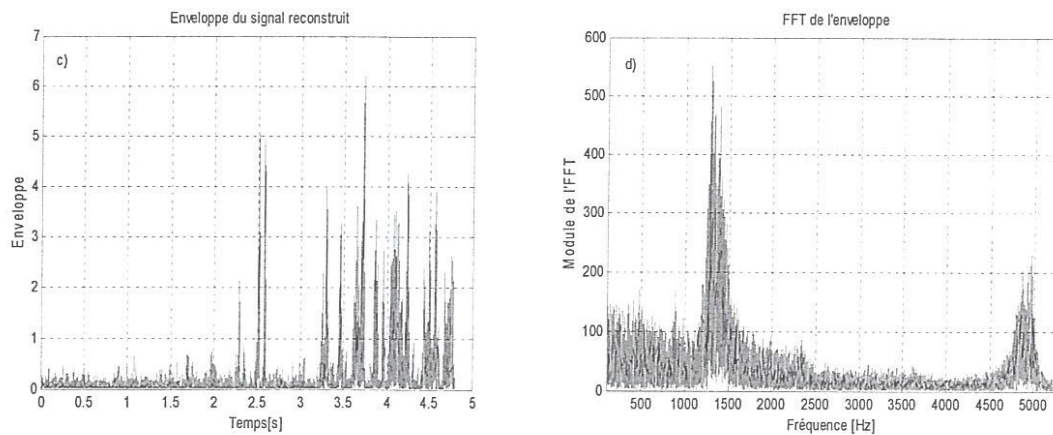 Enveloppe du signal reconstruit
7
6
5
4
3
2
1
0
c)
Enveloppe
0 0.5 1 1.5 2 2.5 3 3.5 4 4.5 5
Temps[s]
FFT de l'enveloppe
600
500
400
300
200
100
0
d)
Module de l'FFT
500 1000 1500 2000 2500 3000 3500 4000 4500 5000
Fréquence [Hz]